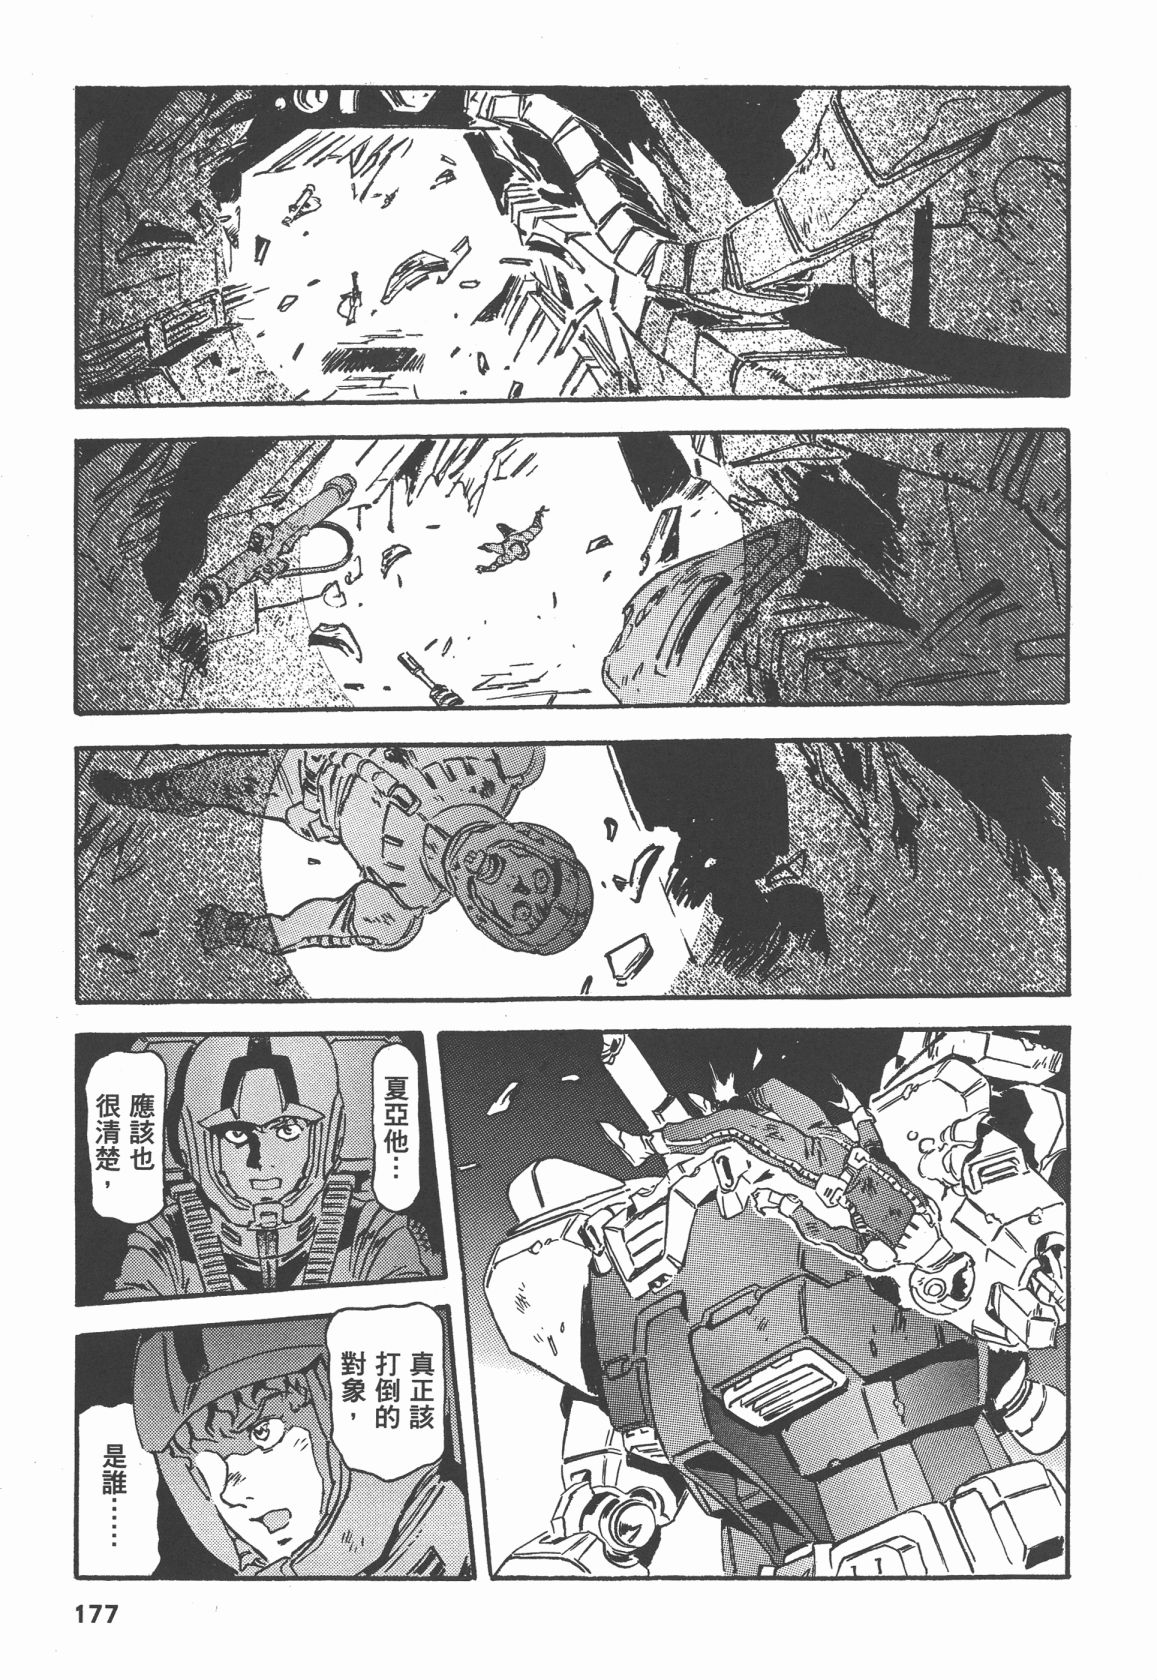 夏亞他…
應該也
很清楚，
真正該
打倒的
對象，
是誰……
177